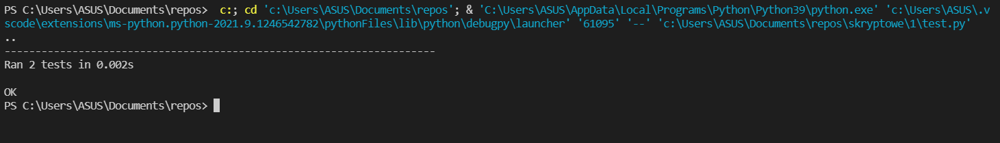 PS C:\Users\ASUS\Documents\repos>  c:; cd 'c:\Users\ASUS\Documents\repos'; & 'C:\Users\ASUS\AppData\Local\Programs\Python\Python39\python.exe' 'c:\Users\ASUS\.v
scode\extensions\ms-python.python-2021.9.1246542782\pythonFiles\lib\python\debugpy\launcher' '61095' '--' 'c:\Users\ASUS\Documents\repos\skryptowe\1\test.py'
..
----------------------------------------------------------------------
Ran 2 tests in 0.002s

OK
PS C:\Users\ASUS\Documents\repos>